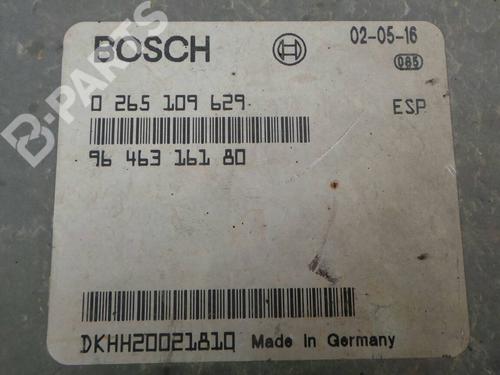 BOSCH
02-05-16
085
0 265 109 629
ESP
96 463 161 80
DKHH20021810 Made in Germany
B-PARTS
B-PARTS